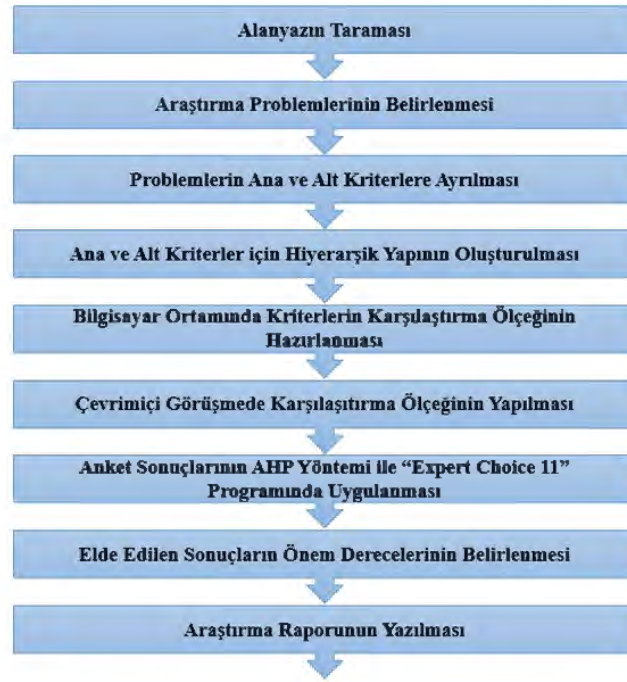 Alanyazın Taraması
Araştırma Problemlerinin Belirlenmesi
Problemlerin Ana ve Alt Kriterlere Ayrılması
Ana ve Alt Kriterler için Hiyerarşik Yapının Oluşturulması
Bilgisayar Ortamında Kriterlerin Karşılaştırma Ölçeğinin
Hazırlanması
Çevrimiçi Görüşmede Karşılaşıtırma Ölçeğinin Yapılması
Anket Sonuçlarının AHP Yöntemi ile “Expert Choice 11”
Programında Uygulanması
Elde Edilen Sonuçların Önem Derecelerinin Belirlenmesi
Araştırma Raporunun Yazılması